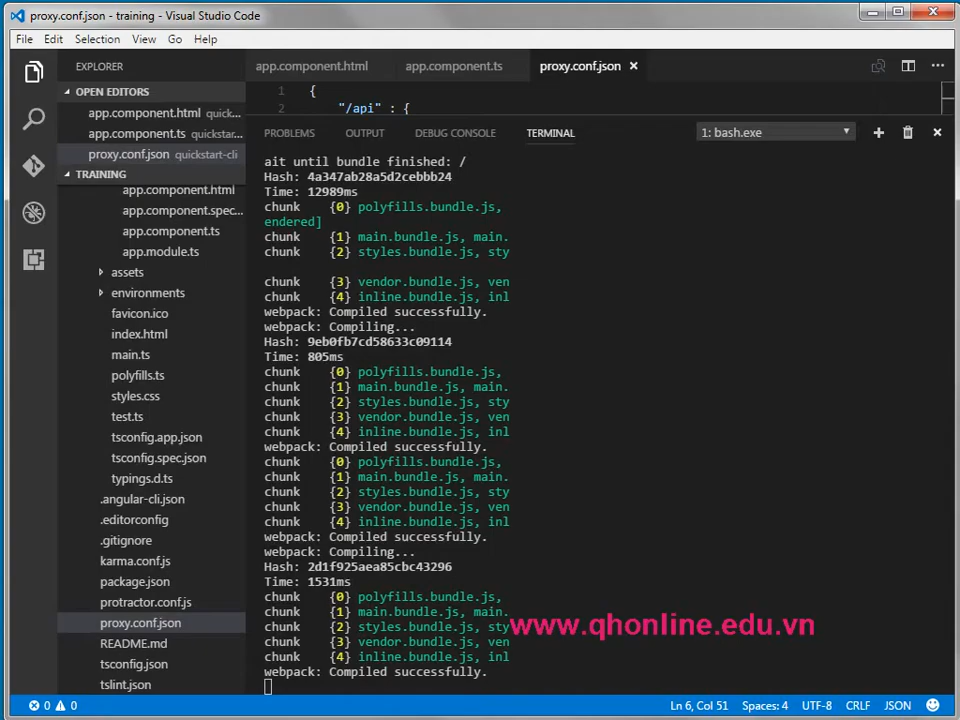 proxy.conf.json - training - Visual Studio Code
File Edit Selection View Go Help
EXPLORER
app.component.html app.component.ts proxy.conf.json
OPEN EDITORS
app.component.html quick...
app.component.ts quickstar...
proxy.conf.json quickstart-cli
TRAINING
app.component.html
app.component.spec...
app.component.ts
app.module.ts
assets
environments
favicon.ico
index.html
main.ts
polyfills.ts
styles.css
test.ts
tsconfig.app.json
tsconfig.spec.json
typings.d.ts
.angular-cli.json
.editorconfig
.gitignore
karma.conf.js
package.json
protractor.conf.js
proxy.conf.json
README.md
tsconfig.json
tslint.json
1 {
2 "/api" : {
PROBLEMS OUTPUT DEBUG CONSOLE TERMINAL 1: bash.exe
ait until bundle finished: /
Hash: 4a347ab28a5d2cebbb24
Time: 12989ms
chunk {0} polyfills.bundle.js,
endered]
chunk {1} main.bundle.js, main.
chunk {2} styles.bundle.js, sty
chunk {3} vendor.bundle.js, ven
chunk {4} inline.bundle.js, inl
webpack: Compiled successfully.
webpack: Compiling...
Hash: 9eb0fb7cd58633c09114
Time: 805ms
chunk {0} polyfills.bundle.js,
chunk {1} main.bundle.js, main.
chunk {2} styles.bundle.js, sty
chunk {3} vendor.bundle.js, ven
chunk {4} inline.bundle.js, inl
webpack: Compiled successfully.
chunk {0} polyfills.bundle.js,
chunk {1} main.bundle.js, main.
chunk {2} styles.bundle.js, sty
chunk {3} vendor.bundle.js, ven
chunk {4} inline.bundle.js, inl
webpack: Compiled successfully.
webpack: Compiling...
Hash: 2d1f925aea85cbc43296
Time: 1531ms
chunk {0} polyfills.bundle.js,
chunk {1} main.bundle.js, main.
chunk {2} styles.bundle.js, sty
chunk {3} vendor.bundle.js, ven
chunk {4} inline.bundle.js, inl
webpack: Compiled successfully.
www.qhonline.edu.vn
0 0 Ln 6, Col 51 Spaces: 4 UTF-8 CRLF JSON